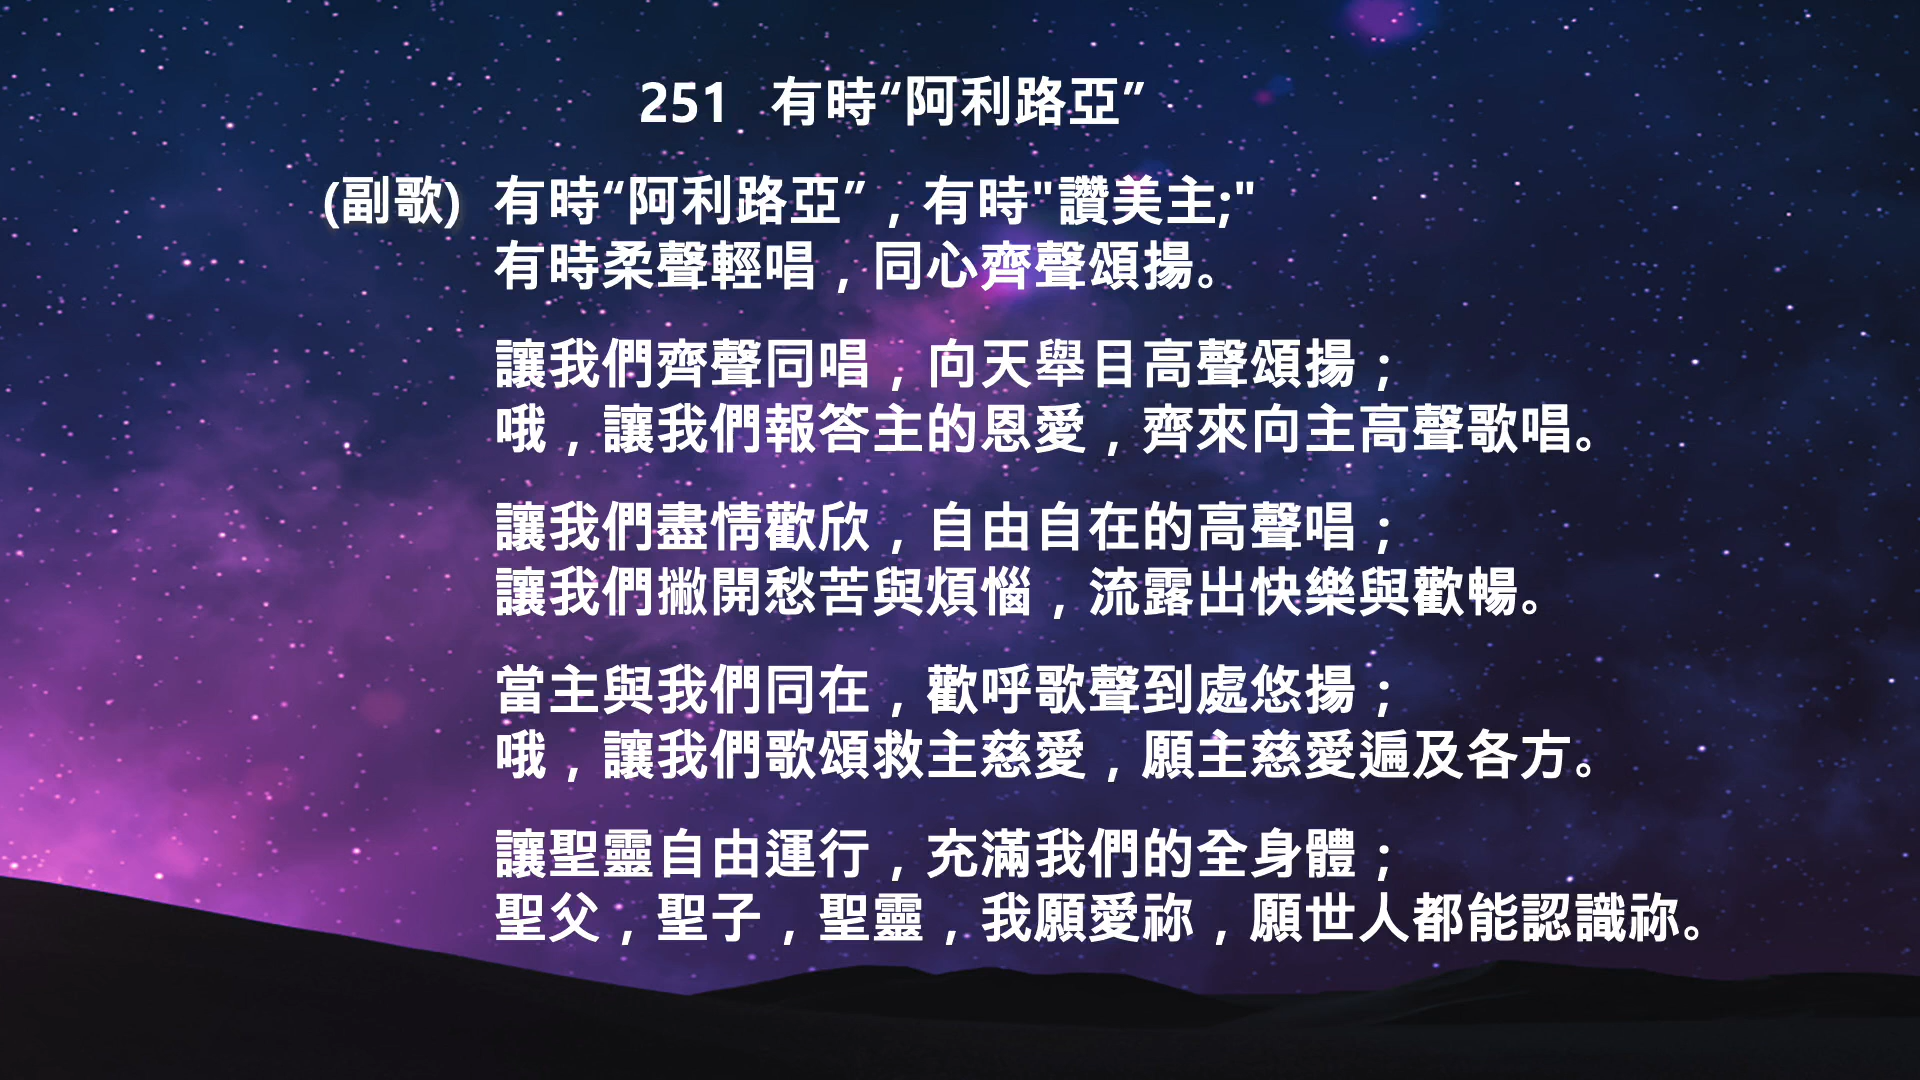 251 有時“阿利路亞”
(副歌) 有時“阿利路亞”，有時"讚美主;"
有時柔聲輕唱，同心齊聲頌揚。
讓我們齊聲同唱，向天舉目高聲頌揚；
哦，讓我們報答主的恩愛，齊來向主高聲歌唱。
讓我們盡情歡欣，自由自在的高聲唱；
讓我們撇開愁苦與煩惱，流露出快樂與歡暢。
當主與我們同在，歡呼歌聲到處悠揚；
哦，讓我們歌頌救主慈愛，願主慈愛遍及各方。
讓聖靈自由運行，充滿我們的全身體；
聖父，聖子，聖靈，我願愛祢，願世人都能認識祢。